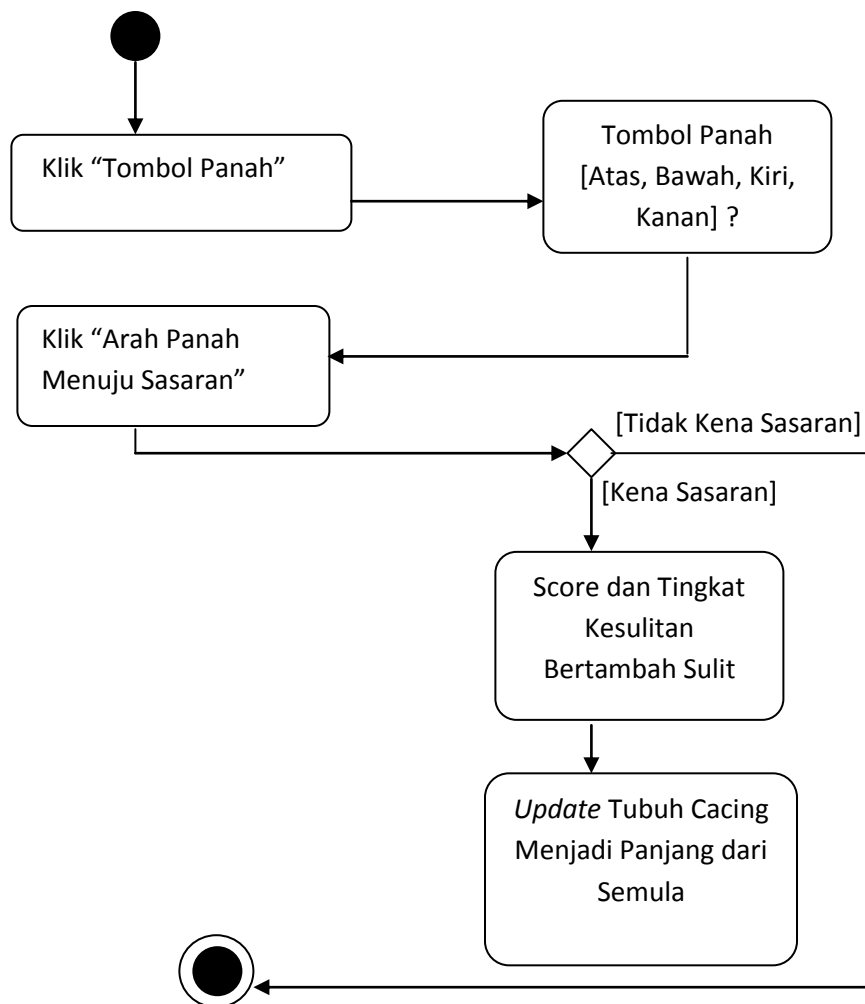 Klik “Tombol Panah”
Tombol Panah
[Atas, Bawah, Kiri,
Kanan] ?
Klik “Arah Panah
Menuju Sasaran”
[Tidak Kena Sasaran]
[Kena Sasaran]
Score dan Tingkat
Kesulitan
Bertambah Sulit
Update Tubuh Cacing
Menjadi Panjang dari
Semula